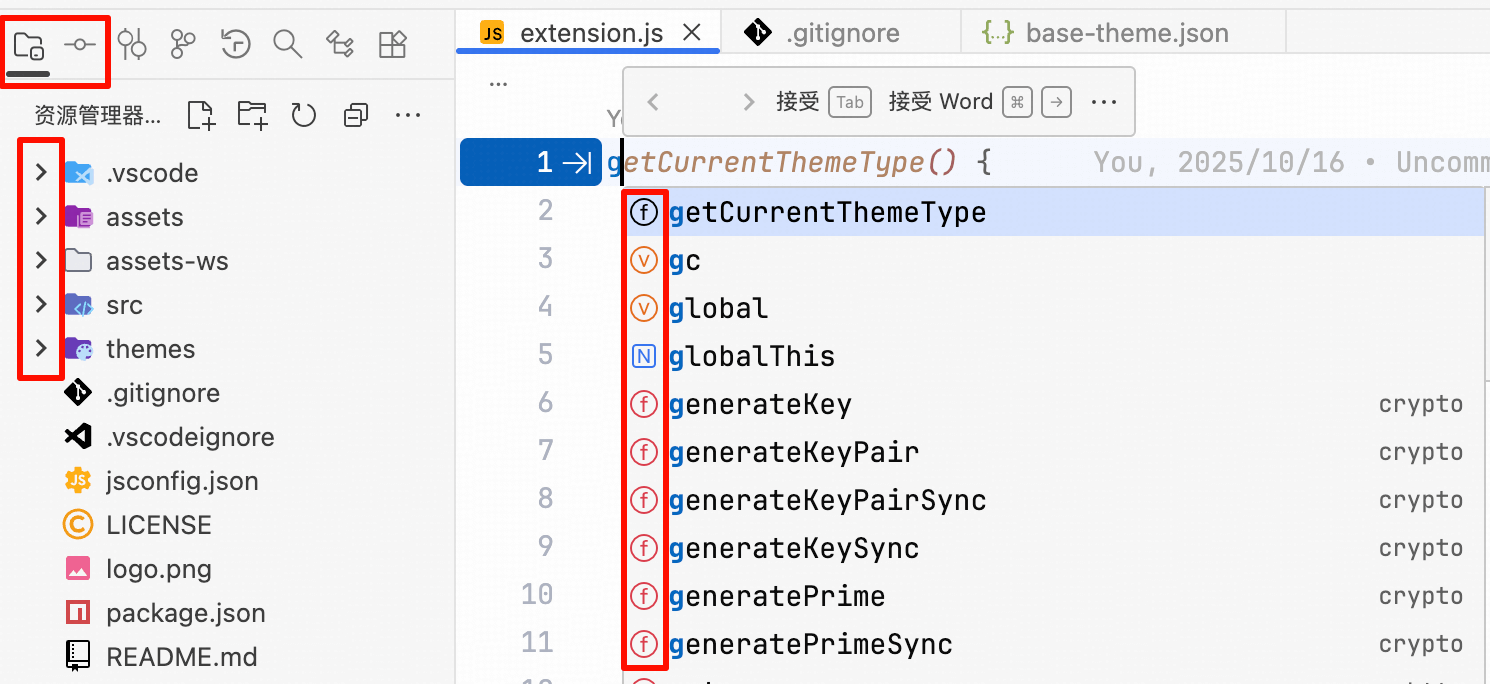 JS extension.js
.gitignore
{..} base-theme.json
资源管理器...
...
接受 Tab 接受 Word ⌘ → ...
1 getCurrentThemeType() { You, 2025/10/16 • Uncomm
.vscode
assets
assets-ws
src
themes
.gitignore
.vscodeignore
JS jsconfig.json
LICENSE
logo.png
package.json
README.md
2 f getCurrentThemeType
3 v gc
4 v global
5 N globalThis
6 f generateKey crypto
7 f generateKeyPair crypto
8 f generateKeyPairSync crypto
9 f generateKeySync crypto
10 f generatePrime crypto
11 f generatePrimeSync crypto